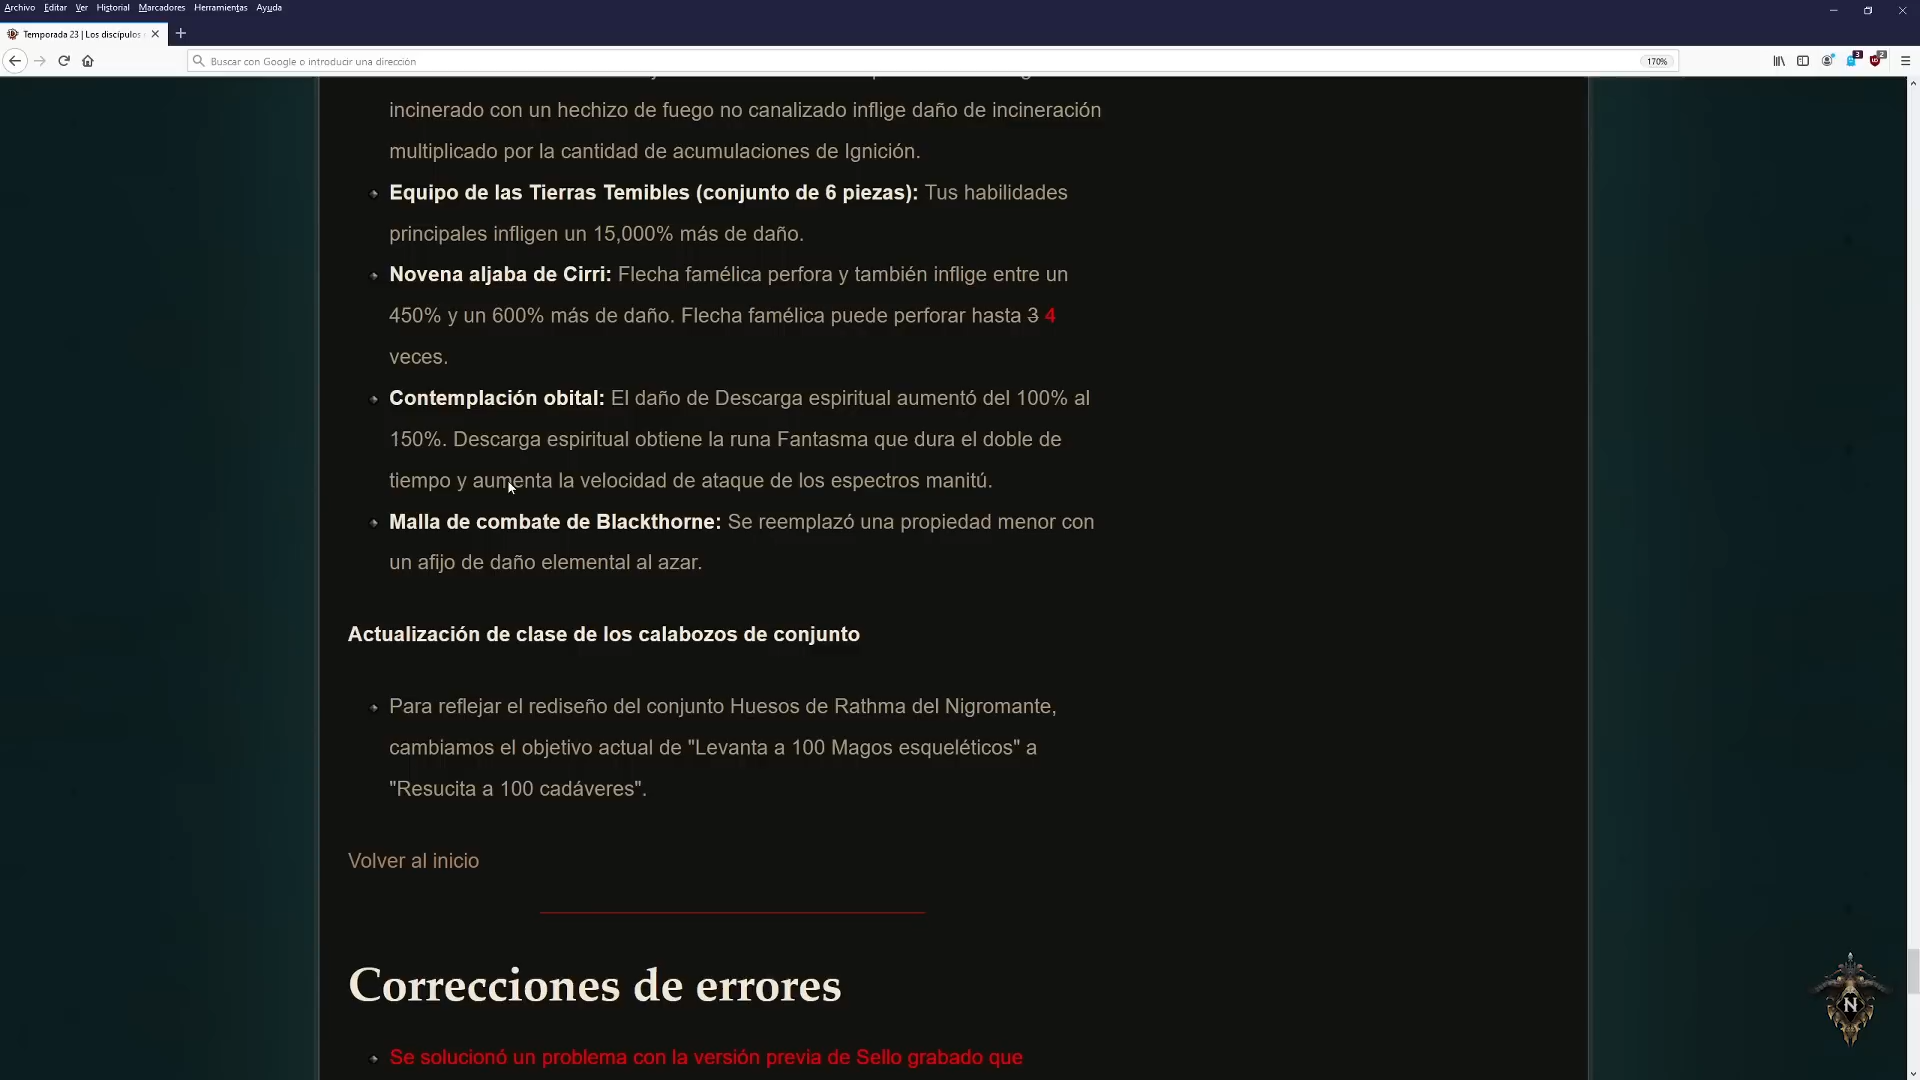 Archivo Editar Ver Historial Marcadores Herramientas Ayuda
Temporada 23 | Los discípulos
Buscar con Google o introducir una dirección
170%
3
2
incinerado con un hechizo de fuego no canalizado inflige daño de incineración
multiplicado por la cantidad de acumulaciones de Ignición.
Equipo de las Tierras Temibles (conjunto de 6 piezas): Tus habilidades
principales infligen un 15,000% más de daño.
Novena aljaba de Cirri: Flecha famélica perfora y también inflige entre un
450% y un 600% más de daño. Flecha famélica puede perforar hasta 3 4
veces.
Contemplación obital: El daño de Descarga espiritual aumentó del 100% al
150%. Descarga espiritual obtiene la runa Fantasma que dura el doble de
tiempo y aumenta la velocidad de ataque de los espectros manitú.
Malla de combate de Blackthorne: Se reemplazó una propiedad menor con
un afijo de daño elemental al azar.
Actualización de clase de los calabozos de conjunto
Para reflejar el rediseño del conjunto Huesos de Rathma del Nigromante,
cambiamos el objetivo actual de "Levanta a 100 Magos esqueléticos" a
"Resucita a 100 cadáveres".
Volver al inicio
Correcciones de errores
Se solucionó un problema con la versión previa de Sello grabado que
N